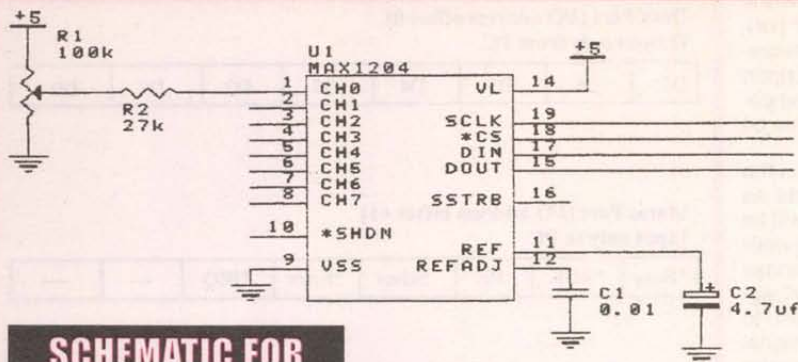 +5
R1
100k
R2
27k
U1
MAX1204
1 CH0 VL 14
+5
2 CH1
3 CH2 SCLK 19
4 CH3 *CS 18
5 CH4 DIN 17
6 CH5 DOUT 15
7 CH6
8 CH7 SSTRB 16
10 *SHDN
REF 11
9 VSS REFADJ 12
C1
0.01
+
C2
4.7uf
SCHEMATIC FOR